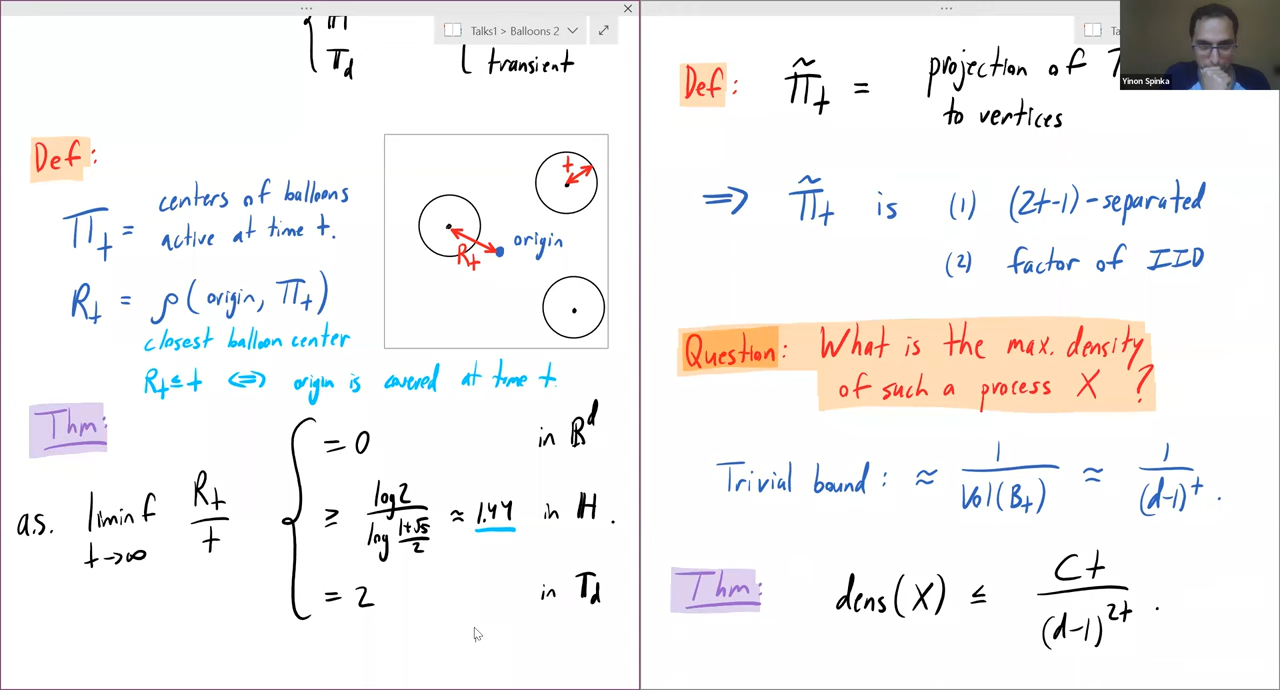 Talks1 > Balloons 2
T_d
transient
Def:
Π_t = centers of balloons
active at time t.
R_t = ρ(origin, Π_t)
closest balloon center
R_t ≤ t ⟺ origin is covered at time t.
t
R_t
origin
Thm:
a.s. liminf_{t→∞} R_t/t
= 0 in ℝ^d
≥ log2 / log (1+√5)/2 ≈ 1.44 in H.
= 2 in T_d
Yinon Spinka
Def: Π̃_t = projection of
to vertices
⟹ Π̃_t is (1) (2t-1)-separated
(2) factor of IID
Question: What is the max. density
of such a process X ?
Trivial bound: ≈ 1/Vol(B_t) ≈ 1/(d-1)^t.
Thm: dens(X) ≤ Ct/(d-1)^{2t}.